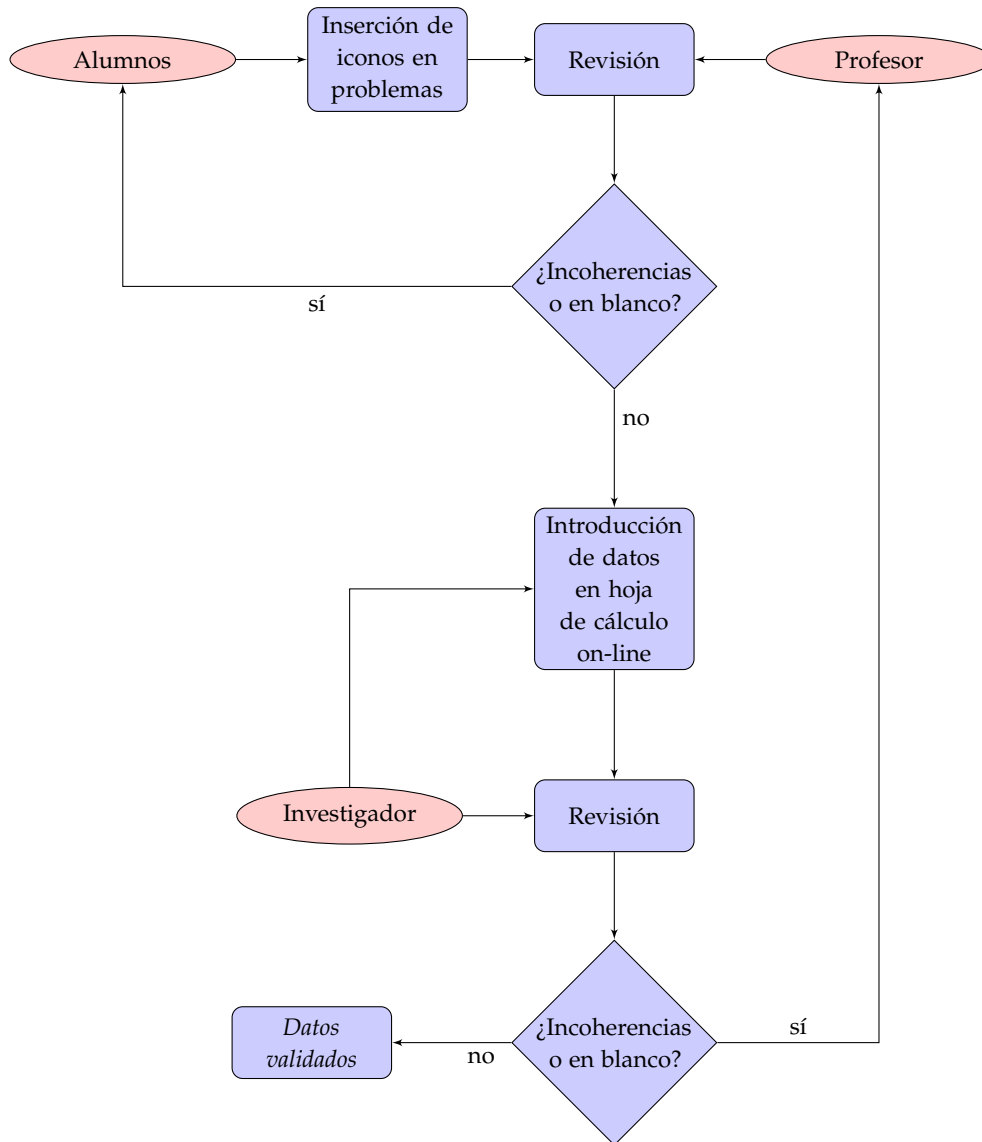 Alumnos
Inserción de
iconos en
problemas
Revisión
Profesor
¿Incoherencias
o en blanco?
sí
no
Introducción
de datos
en hoja
de cálculo
on-line
Investigador
Revisión
¿Incoherencias
o en blanco?
sí
no
Datos
validados